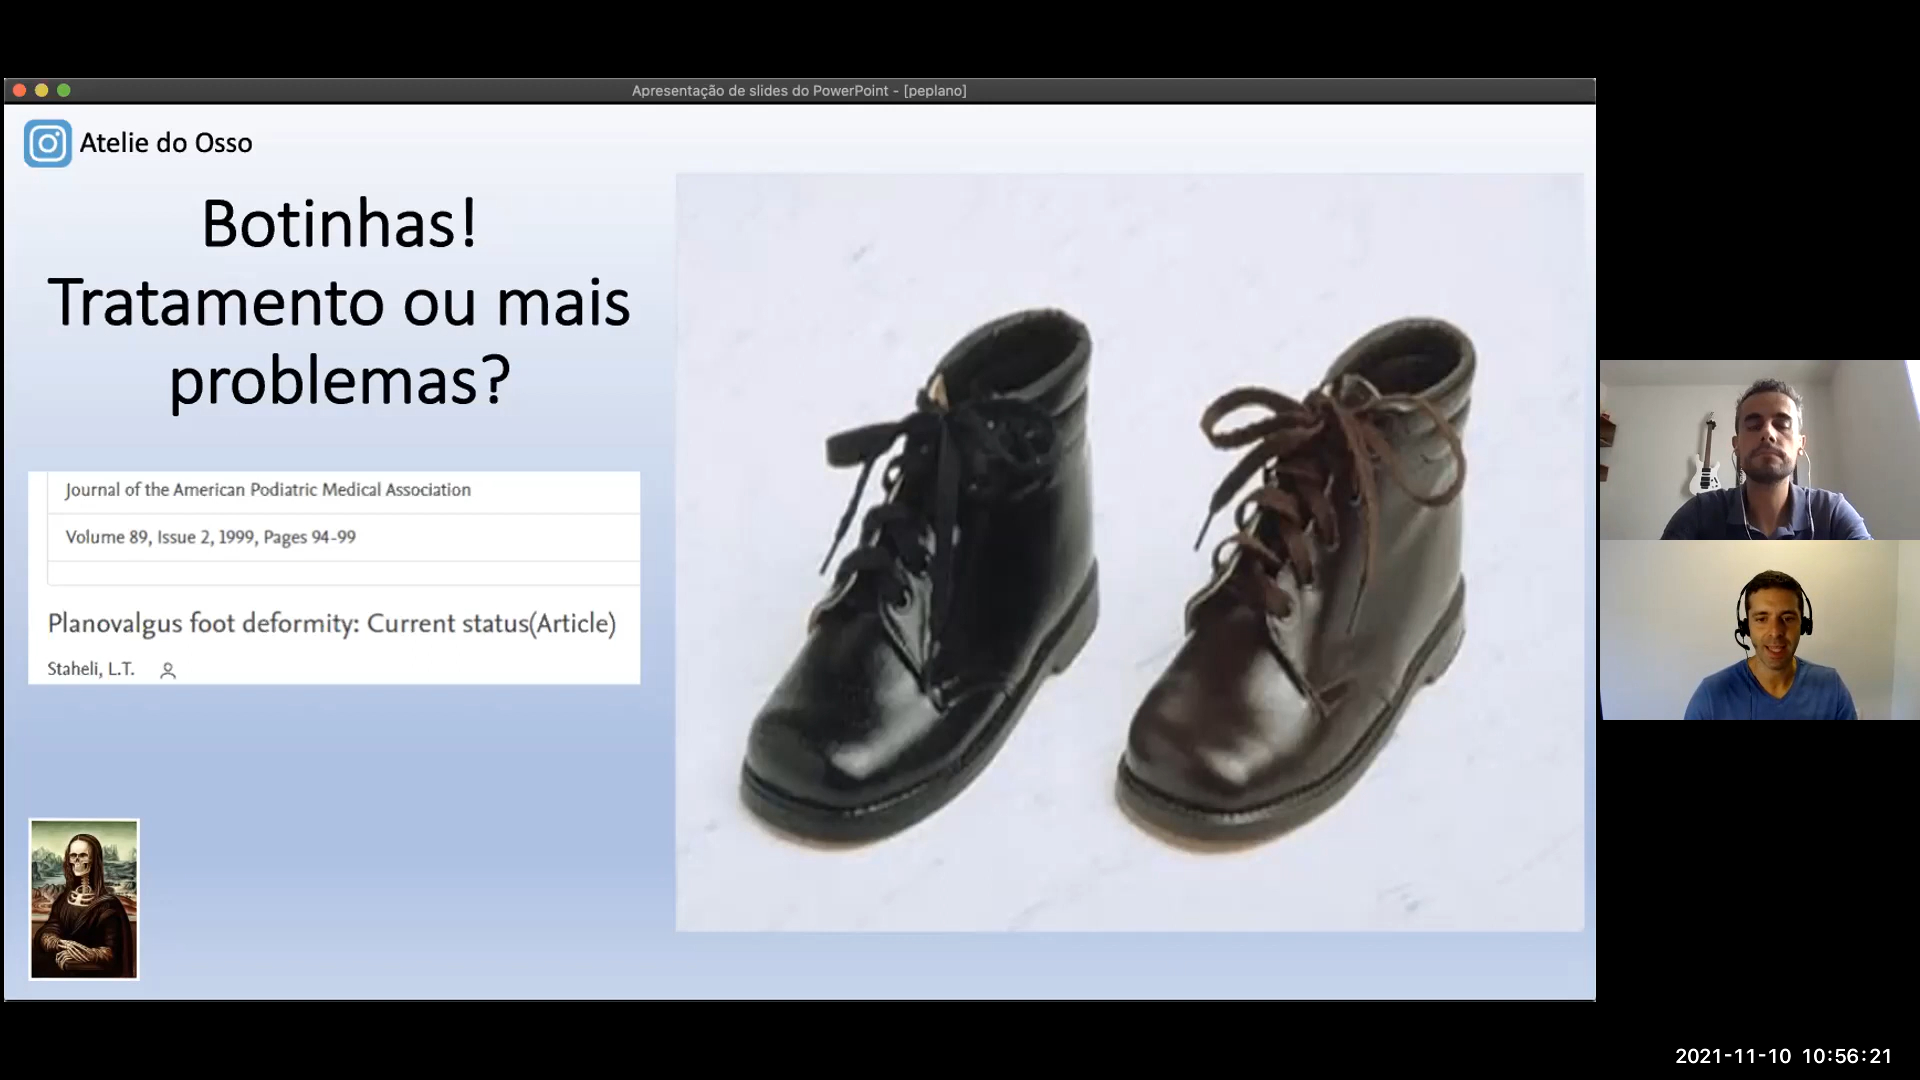 Apresentação de slides do PowerPoint - [peplano]
Atelie do Osso
Botinhas!
Tratamento ou mais
problemas?
Journal of the American Podiatric Medical Association
Volume 89, Issue 2, 1999, Pages 94-99
Planovalgus foot deformity: Current status(Article)
Staheli, L.T.
2021-11-10 10:56:21